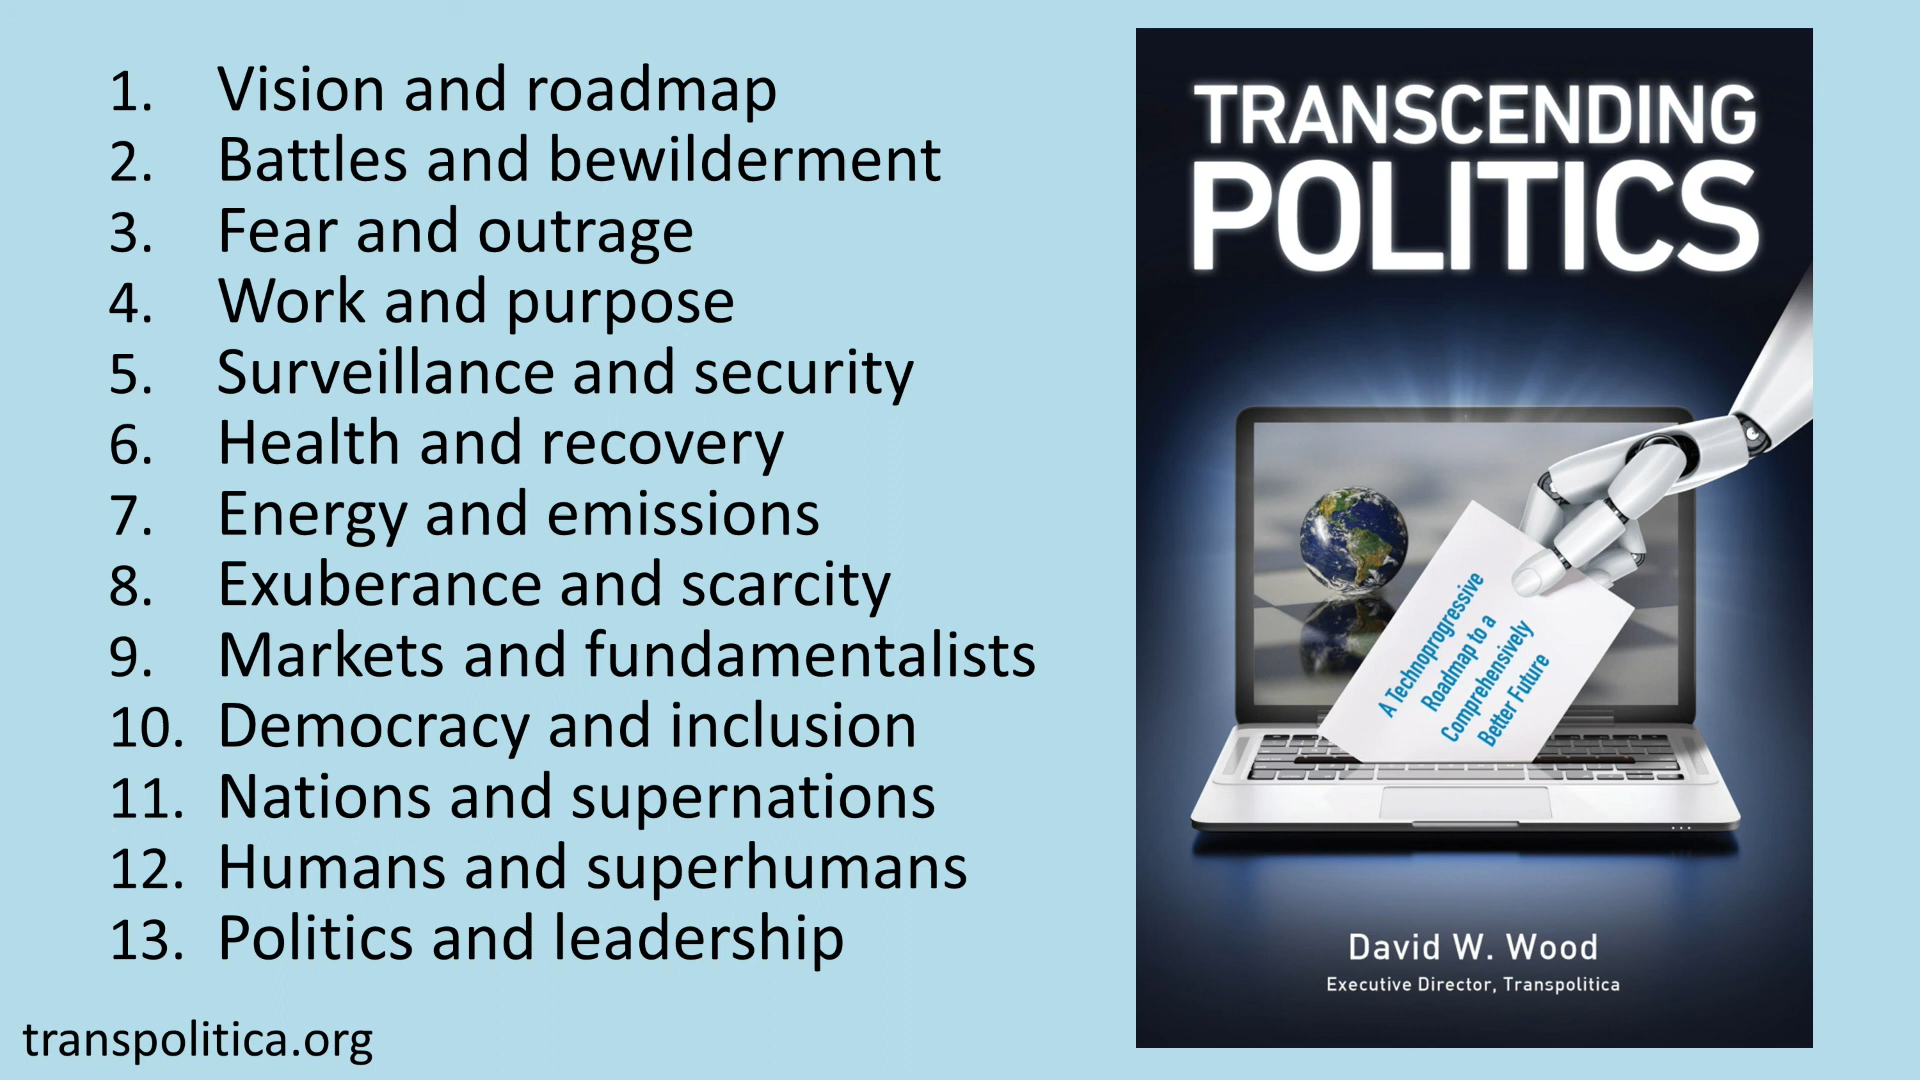 1. Vision and roadmap
2. Battles and bewilderment
3. Fear and outrage
4. Work and purpose
5. Surveillance and security
6. Health and recovery
7. Energy and emissions
8. Exuberance and scarcity
9. Markets and fundamentalists
10. Democracy and inclusion
11. Nations and supernations
12. Humans and superhumans
13. Politics and leadership
transpolitica.org
TRANSCENDING
POLITICS
A Technoprogressive
Roadmap to a
Comprehensively
Better Future
David W. Wood
Executive Director, Transpolitica